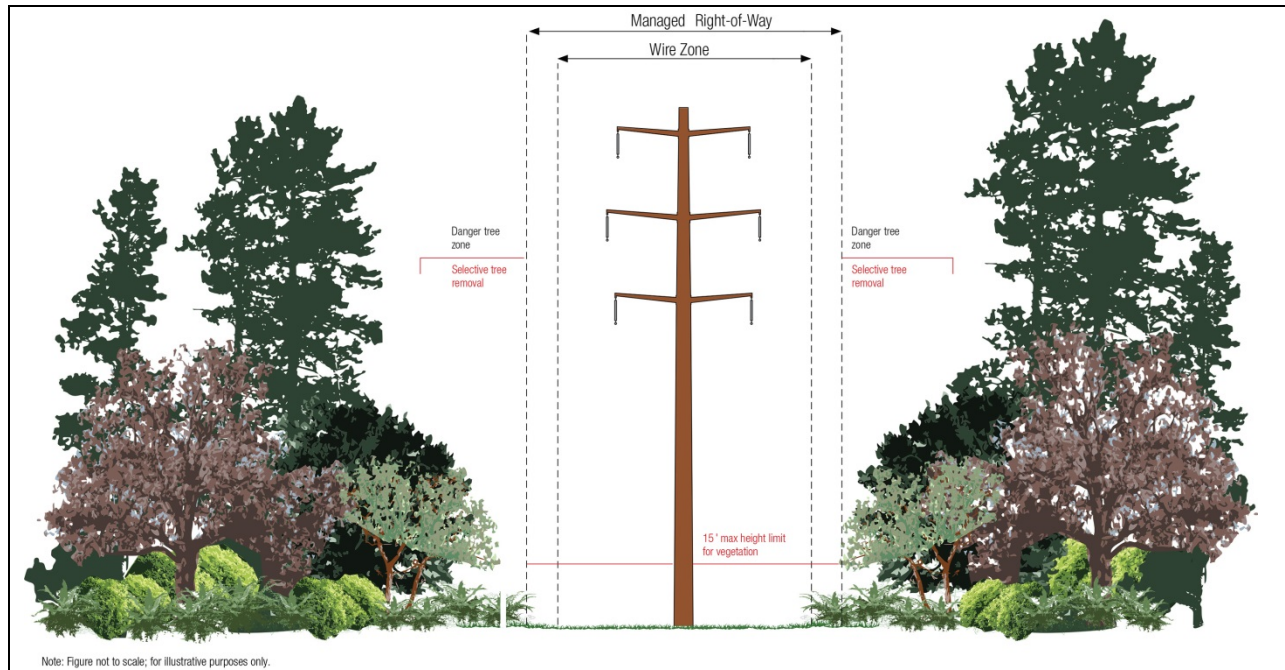 Managed Right-of-Way
Wire Zone
Danger tree
zone
Selective tree
removal
Danger tree
zone
Selective tree
removal
15' max height limit
for vegetation
Note: Figure not to scale; for illustrative purposes only.